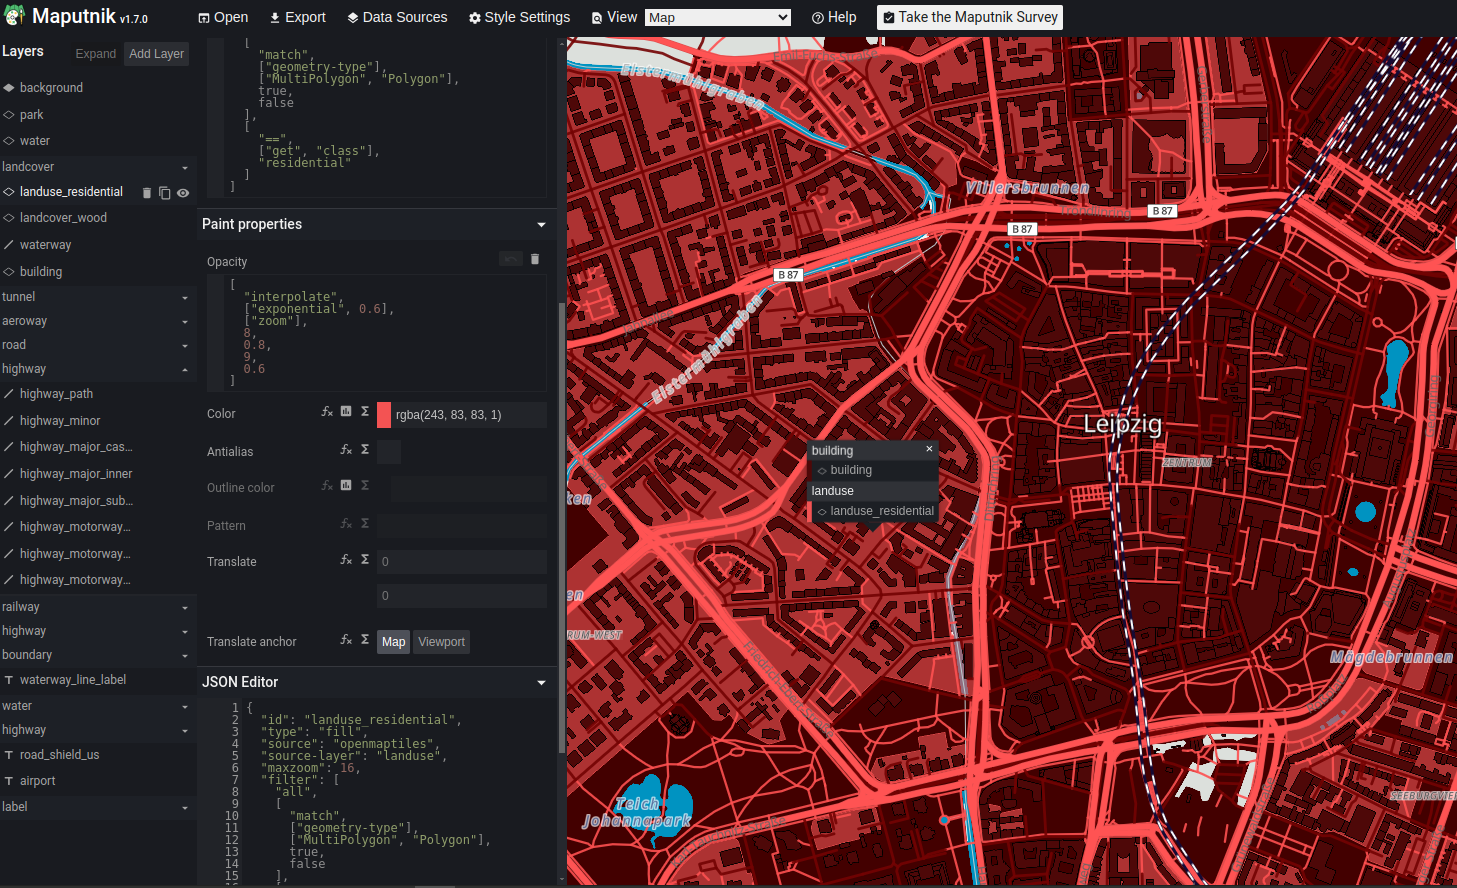 Maputnik v1.7.0
Open
Export
Data Sources
Style Settings
View
Map
Help
Take the Maputnik Survey
Layers
Expand
Add Layer
background
park
water
landcover
landuse_residential
landcover_wood
waterway
building
tunnel
aeroway
road
highway
highway_path
highway_minor
highway_major_cas…
highway_major_inner
highway_major_sub…
highway_motorway…
highway_motorway…
highway_motorway…
railway
highway
boundary
waterway_line_label
water
highway
road_shield_us
airport
label
[
"match",
["geometry-type"],
["MultiPolygon", "Polygon"],
true,
false
],
[
"==",
["get", "class"],
"residential"
]
]
Paint properties
Opacity
[
"interpolate",
["exponential", 0.6],
["zoom"],
8,
0.8,
9,
0.6
]
Color
rgba(243, 83, 83, 1)
Antialias
Outline color
Pattern
Translate
0
0
Translate anchor
Map
Viewport
JSON Editor
1 {
2 "id": "landuse_residential",
3 "type": "fill",
4 "source": "openmaptiles",
5 "source-layer": "landuse",
6 "maxzoom": 16,
7 "filter": [
8 "all",
9 [
10 "match",
11 ["geometry-type"],
12 ["MultiPolygon", "Polygon"],
13 true,
14 false
15 ],
Elstermühlgraben
Villersbrunnen
Tröndlinring
B 87
B 87
B 87
Elstermühlgraben
Leipzig
ZENTRUM
building
building
landuse
landuse_residential
ken
en
RUM-WEST
Mägdebrunnen
Teich
Johannapark
SEEBURGVIE